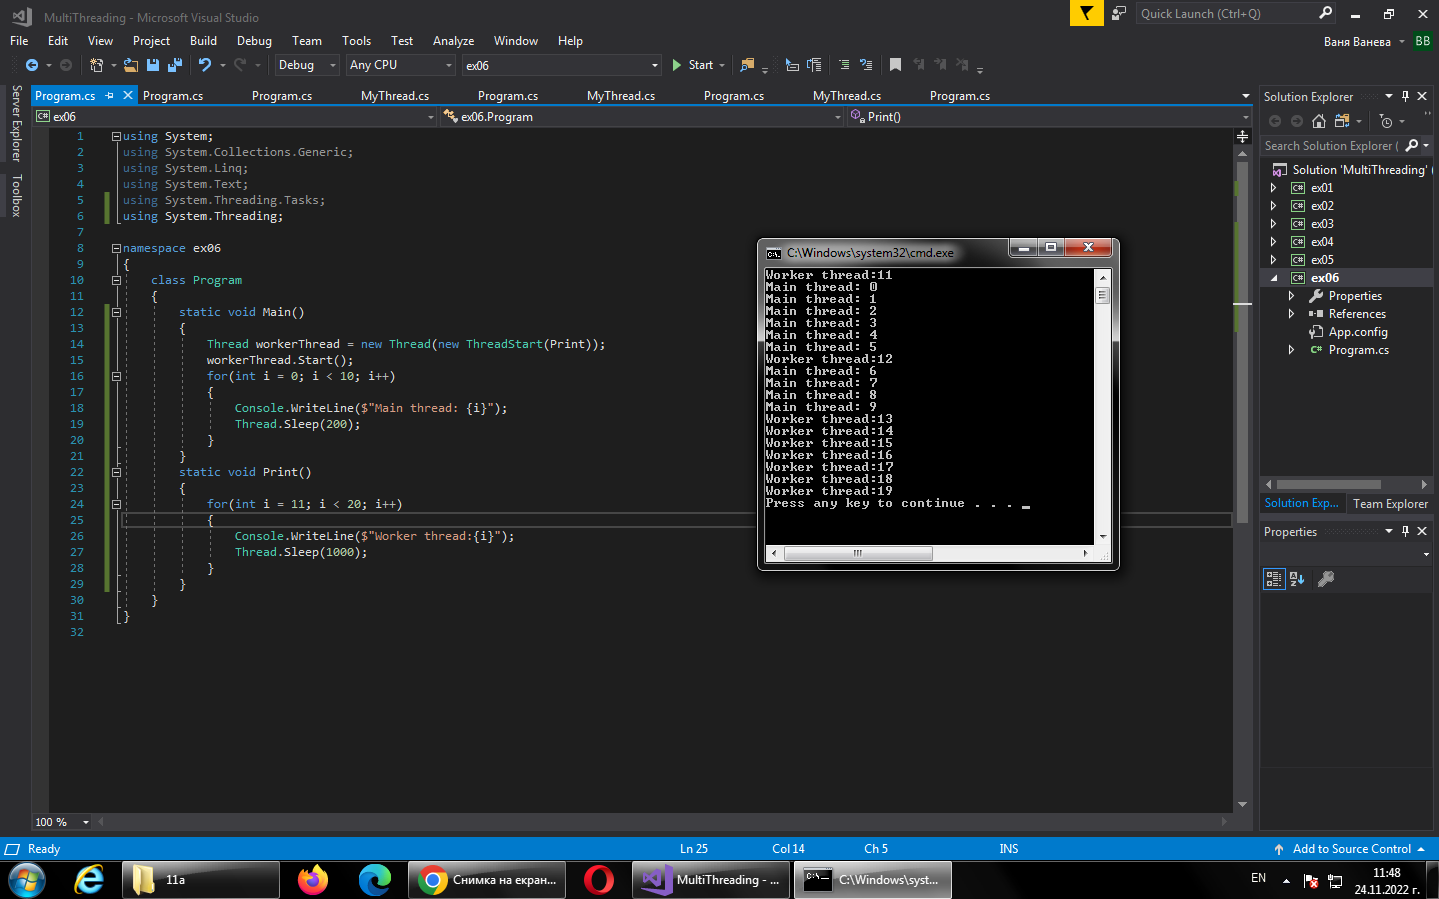 MultiThreading - Microsoft Visual Studio
Quick Launch (Ctrl+Q)
File Edit View Project Build Debug Team Tools Test Analyze Window Help
Ваня Ванева BB
Debug Any CPU ex06 Start
Server Explorer
Toolbox
Program.cs Program.cs Program.cs MyThread.cs Program.cs MyThread.cs Program.cs MyThread.cs Program.cs
ex06 ex06.Program Print()
1 using System;
2 using System.Collections.Generic;
3 using System.Linq;
4 using System.Text;
5 using System.Threading.Tasks;
6 using System.Threading;
7
8 namespace ex06
9 {
10 class Program
11 {
12 static void Main()
13 {
14 Thread workerThread = new Thread(new ThreadStart(Print));
15 workerThread.Start();
16 for(int i = 0; i < 10; i++)
17 {
18 Console.WriteLine($"Main thread: {i}");
19 Thread.Sleep(200);
20 }
21 }
22 static void Print()
23 {
24 for(int i = 11; i < 20; i++)
25 {
26 Console.WriteLine($"Worker thread:{i}");
27 Thread.Sleep(1000);
28 }
29 }
30 }
31 }
32
C:\Windows\system32\cmd.exe
Worker thread:11
Main thread: 0
Main thread: 1
Main thread: 2
Main thread: 3
Main thread: 4
Main thread: 5
Worker thread:12
Main thread: 6
Main thread: 7
Main thread: 8
Main thread: 9
Worker thread:13
Worker thread:14
Worker thread:15
Worker thread:16
Worker thread:17
Worker thread:18
Worker thread:19
Press any key to continue . . . _
Solution Explorer
Search Solution Explorer (
Solution 'MultiThreading' (
ex01
ex02
ex03
ex04
ex05
ex06
Properties
References
App.config
Program.cs
Solution Exp... Team Explorer
Properties
100 %
Ready Ln 25 Col 14 Ch 5 INS Add to Source Control
11a
Снимка на екран...
MultiThreading - ...
C:\Windows\syst...
EN
11:48
24.11.2022 г.